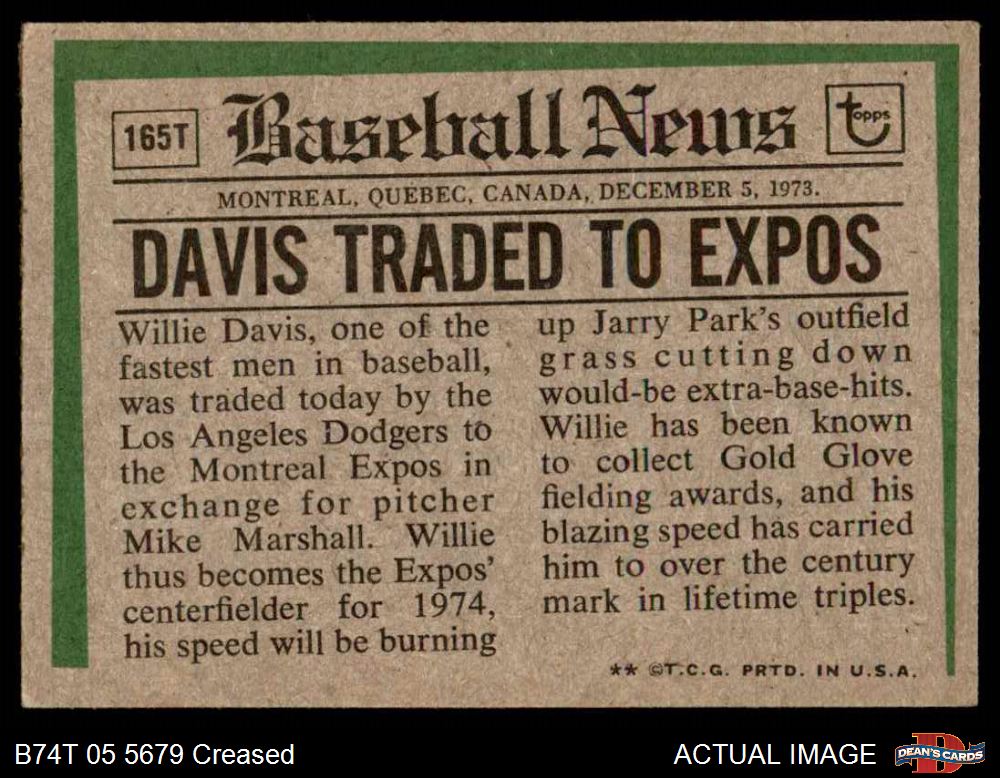 165T
Baseball News
topps
MONTREAL, QUEBEC, CANADA, DECEMBER 5, 1973.
DAVIS TRADED TO EXPOS
Willie Davis, one of the
fastest men in baseball,
was traded today by the
Los Angeles Dodgers to
the Montreal Expos in
exchange for pitcher
Mike Marshall. Willie
thus becomes the Expos'
centerfielder for 1974,
his speed will be burning
up Jarry Park's outfield
grass cutting down
would-be extra-base-hits.
Willie has been known
to collect Gold Glove
fielding awards, and his
blazing speed has carried
him to over the century
mark in lifetime triples.
** ©T.C.G. PRTD. IN U.S.A.
B74T 05 5679 Creased
ACTUAL IMAGE
DEAN'S CARDS